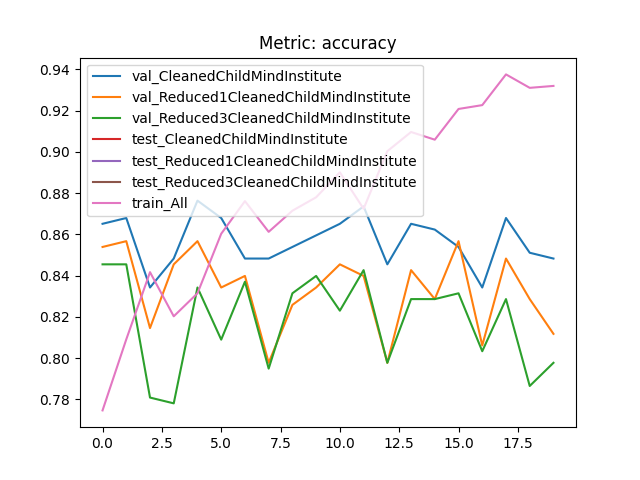 Metric: accuracy
0.94
0.92
0.90
0.88
0.86
0.84
0.82
0.80
0.78
val_CleanedChildMindInstitute
val_Reduced1CleanedChildMindInstitute
val_Reduced3CleanedChildMindInstitute
test_CleanedChildMindInstitute
test_Reduced1CleanedChildMindInstitute
test_Reduced3CleanedChildMindInstitute
train_All
0.0 2.5 5.0 7.5 10.0 12.5 15.0 17.5